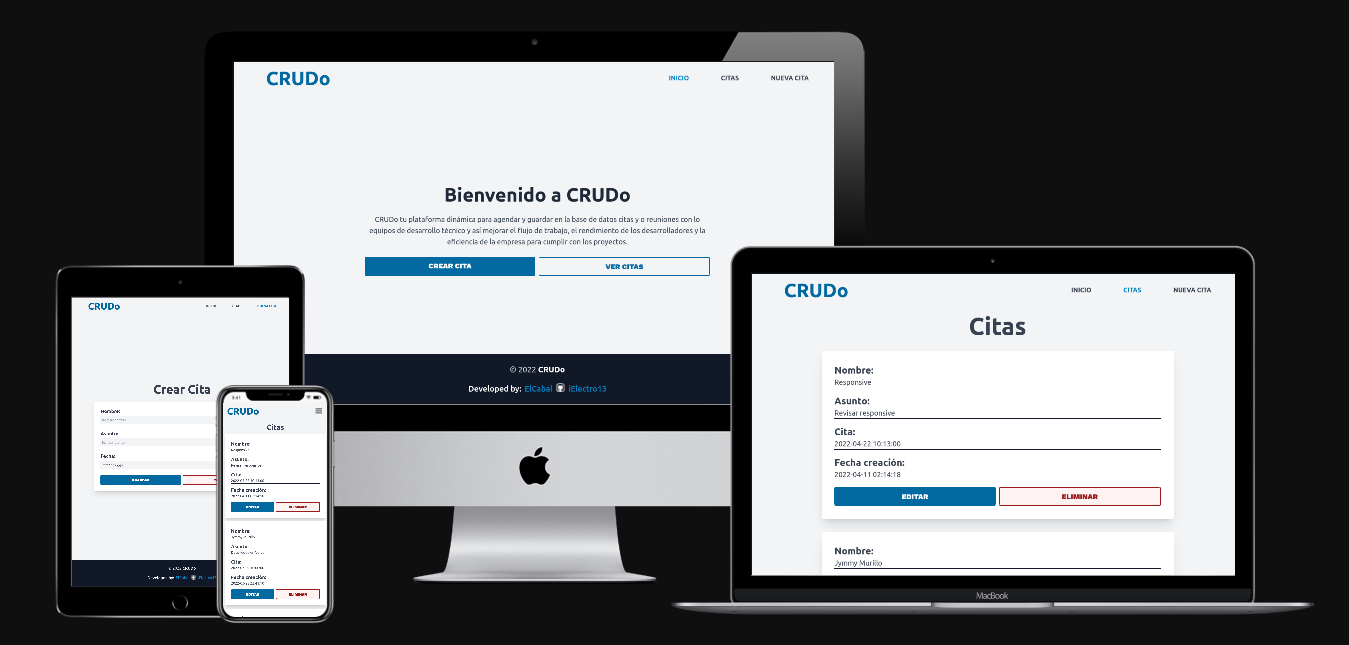 CRUDo
INICIO CITAS NUEVA CITA
Bienvenido a CRUDo
CRUDo tu plataforma dinámica para agendar y guardar en la base de datos citas y o reuniones con lo
equipos de desarrollo técnico y así mejorar el flujo de trabajo, el rendimiento de los desarrolladores y la
eficiencia de la empresa para cumplir con los proyectos.
CREAR CITA VER CITAS
© 2022 CRUDo
Developed by: ElCabal iElectro13
CRUDo
INICIO CITAS NUEVA CITA
Citas
Nombre:
Responsive
Asunto:
Revisar responsive
Cita:
2022-04-22 10:13:00
Fecha creación:
2022-04-11 02:14:18
EDITAR ELIMINAR
Nombre:
Jymmy Murillo
MacBook
CRUDo
Crear Cita
Nombre:
Asunto:
Fecha:
Developed by:
CRUDo
Citas
Nombre:
Responsive
Asunto:
Cita:
Fecha creación:
EDITAR ELIMINAR
Nombre:
Jymmy Murillo
Asunto:
Cita:
Fecha creación:
EDITAR ELIMINAR